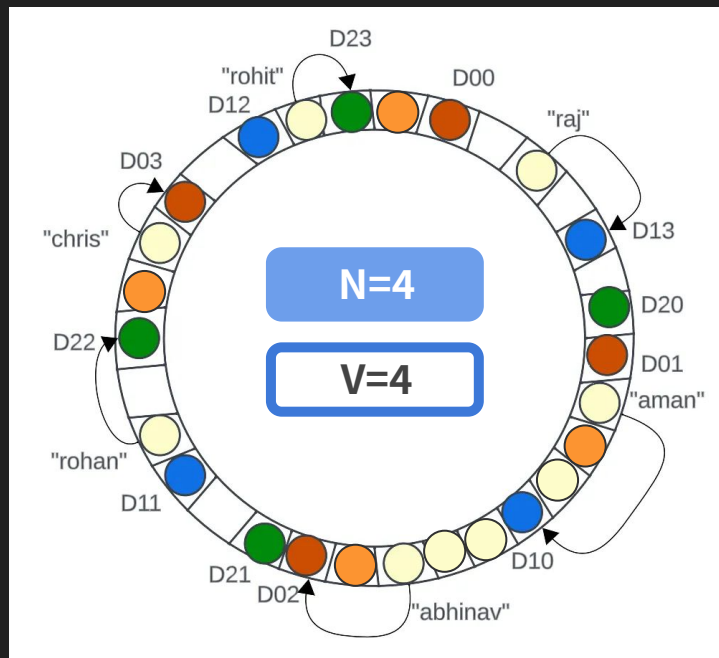 D23
"rohit"
D00
D12
"raj"
D03
"chris"
D13
N=4
D20
D22
V=4
D01
"aman"
"rohan"
D11
D10
D21
D02
"abhinav"